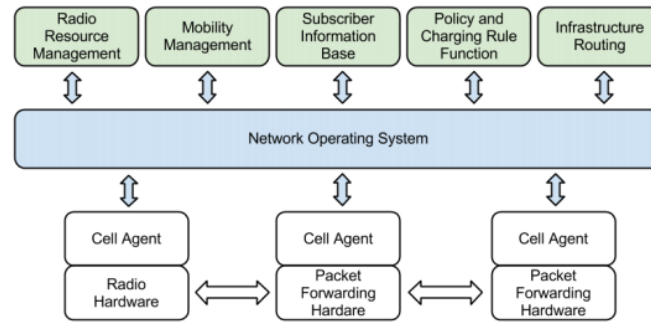 Radio
Resource
Management
Mobility
Management
Subscriber
Information
Base
Policy and
Charging Rule
Function
Infrastructure
Routing
Network Operating System
Cell Agent
Cell Agent
Cell Agent
Radio
Hardware
Packet
Forwarding
Hardare
Packet
Forwarding
Hardware